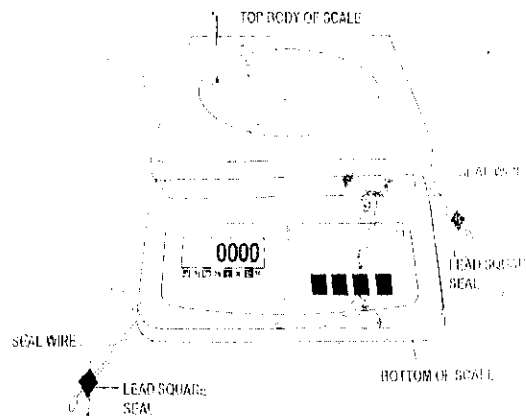 TOP BODY OF SCALE
SEAL WIRE
0000
LEAD SQUARE
SEAL
SEAL WIRE
BOTTOM OF SCALE
LEAD SQUARE
SEAL